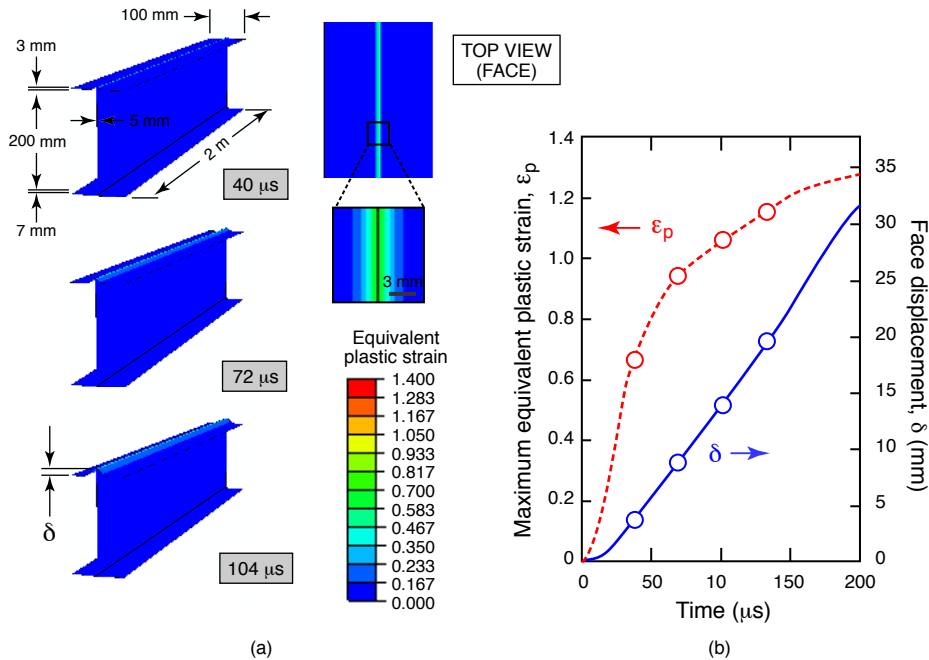 100 mm
3 mm
5 mm
200 mm
2 m
40 μs
7 mm
TOP VIEW
(FACE)
3 mm
72 μs
δ
104 μs
Equivalent
plastic strain
1.400
1.283
1.167
1.050
0.933
0.817
0.700
0.583
0.467
0.350
0.233
0.167
0.000
(a)
Maximum equivalent plastic strain, εp
1.4
1.2
1.0
0.8
0.6
0.4
0.2
0
εp
δ
35
30
25
20
15
10
5
0
Face displacement, δ (mm)
0
50
10
150
200
Time (μs)
(b)